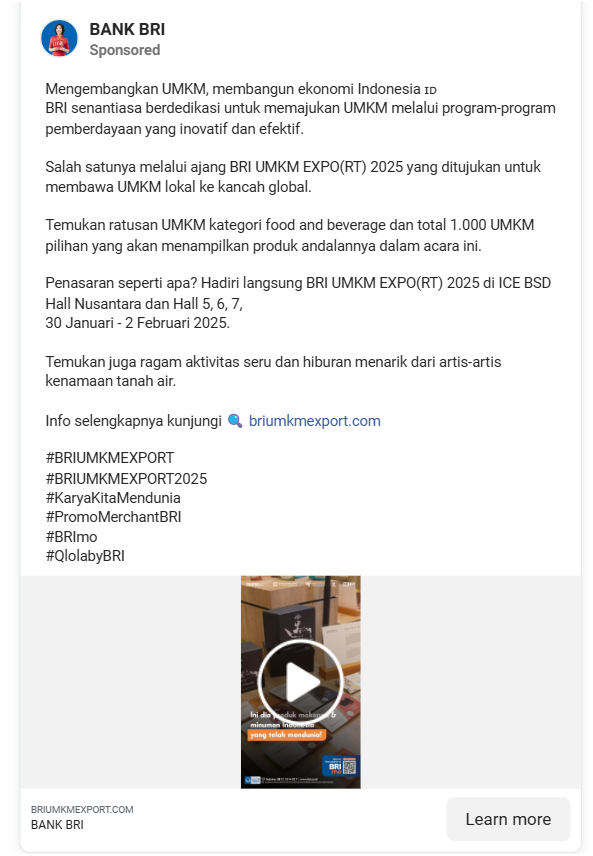 BANK BRI
Sponsored
Mengembangkan UMKM, membangun ekonomi Indonesia ɪᴅ
BRI senantiasa berdedikasi untuk memajukan UMKM melalui program-program
pemberdayaan yang inovatif dan efektif.
Salah satunya melalui ajang BRI UMKM EXPO(RT) 2025 yang ditujukan untuk
membawa UMKM lokal ke kancah global.
Temukan ratusan UMKM kategori food and beverage dan total 1.000 UMKM
pilihan yang akan menampilkan produk andalannya dalam acara ini.
Penasaran seperti apa? Hadiri langsung BRI UMKM EXPO(RT) 2025 di ICE BSD
Hall Nusantara dan Hall 5, 6, 7,
30 Januari - 2 Februari 2025.
Temukan juga ragam aktivitas seru dan hiburan menarik dari artis-artis
kenamaan tanah air.
Info selengkapnya kunjungi 🔍 briumkmexport.com
#BRIUMKMEXPORT
#BRIUMKMEXPORT2025
#KaryaKitaMendunia
#PromoMerchantBRI
#BRImo
#QlolabyBRI
Ini dia produk makanan &
minuman Indonesia
yang telah mendunia!
BRI
BRIUMKMEXPORT.COM
BANK BRI
Learn more